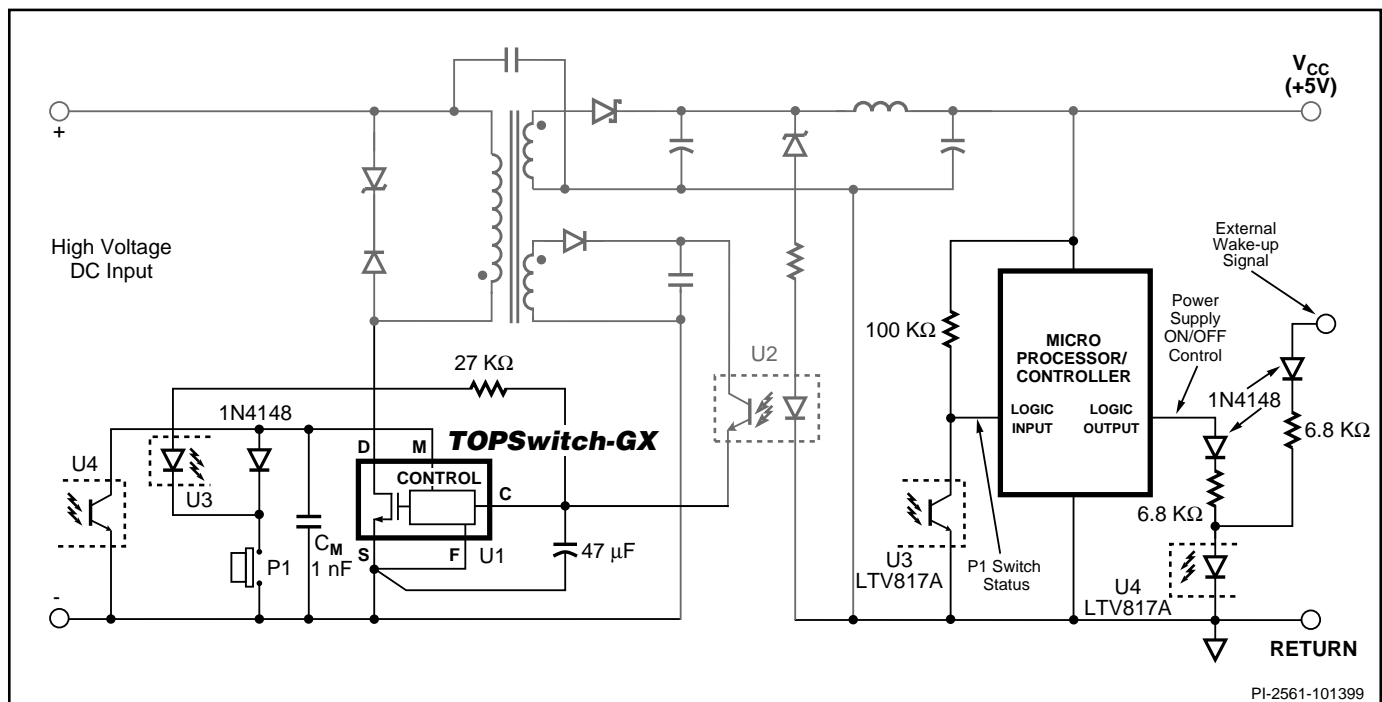 V_CC
(+5V)
+
High Voltage
DC Input
External
Wake-up
Signal
Power
Supply
ON/OFF
Control
100 KΩ
MICRO
PROCESSOR/
CONTROLLER
U2
27 KΩ
1N4148
1N4148
LOGIC
INPUT
LOGIC
OUTPUT
6.8 KΩ
TOPSwitch-GX
U4
D
M
CONTROL
C
U3
6.8 KΩ
C_M
1 nF
S
F
U1
47 μF
P1
U3
LTV817A
P1 Switch
Status
U4
LTV817A
-
RETURN
PI-2561-101399